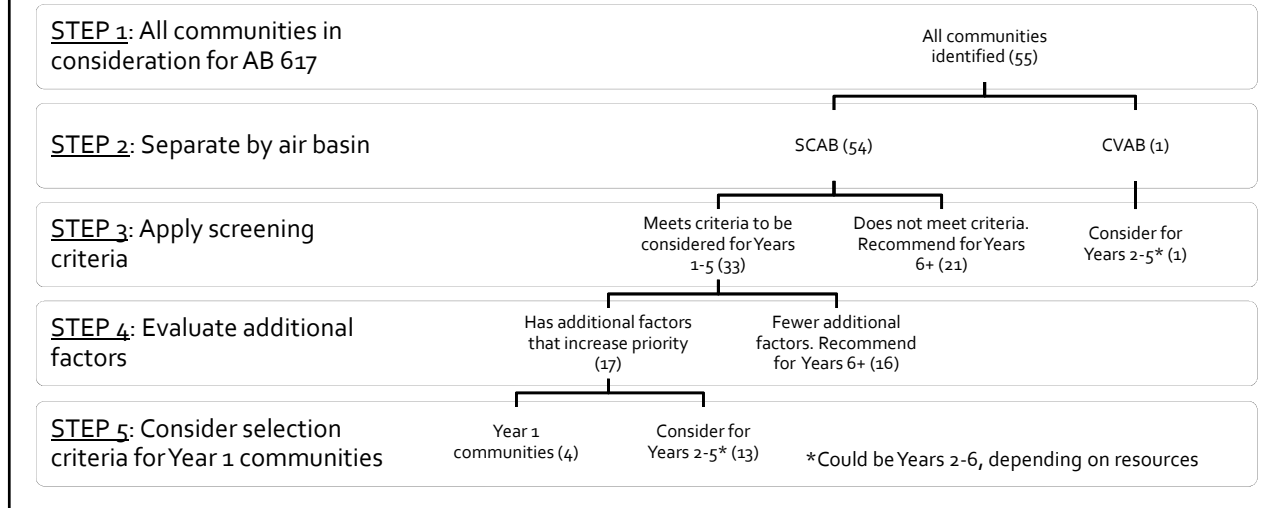 STEP 1: All communities in
consideration for AB 617
All communities
identified (55)
STEP 2: Separate by air basin
SCAB (54)
CVAB (1)
STEP 3: Apply screening
criteria
Meets criteria to be
considered for Years
1-5 (33)
Does not meet criteria.
Recommend for Years
6+ (21)
Consider for
Years 2-5* (1)
STEP 4: Evaluate additional
factors
Has additional factors
that increase priority
(17)
Fewer additional
factors. Recommend
for Years 6+ (16)
STEP 5: Consider selection
criteria for Year 1 communities
Year 1
communities (4)
Consider for
Years 2-5* (13)
*Could be Years 2-6, depending on resources